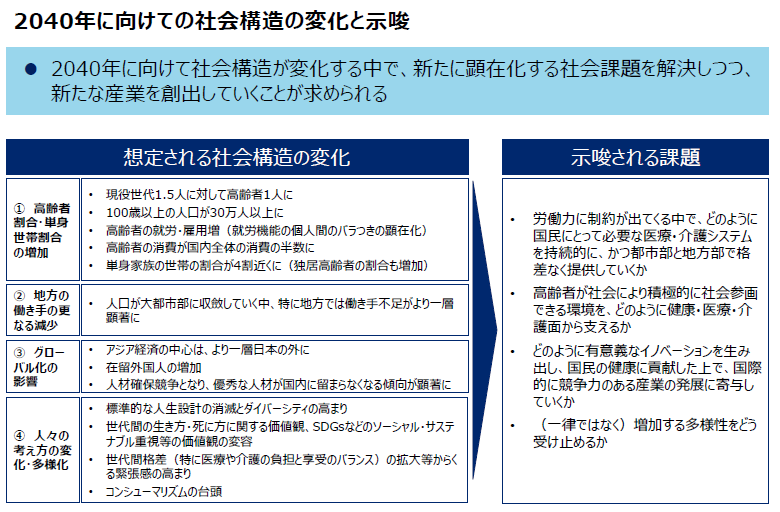 2040年に向けての社会構造の変化と示唆
● 2040年に向けて社会構造が変化する中で、新たに顕在化する社会課題を解決しつつ、
新たな産業を創出していくことが求められる
想定される社会構造の変化
① 高齢者
割合・単身
世帯割合
の増加
• 現役世代1.5人に対して高齢者1人に
• 100歳以上の人口が30万人以上に
• 高齢者の就労・雇用増（就労機能の個人間のバラつきの顕在化）
• 高齢者の消費が国内全体の消費の半数に
• 単身家族の世帯の割合が4割近くに（独居高齢者の割合も増加）
② 地方の
働き手の更
なる減少
• 人口が大都市部に収斂していく中、特に地方では働き手不足がより一層
顕著に
③ グロー
バル化の
影響
• アジア経済の中心は、より一層日本の外に
• 在留外国人の増加
• 人材確保競争となり、優秀な人材が国内に留まらなくなる傾向が顕著に
④ 人々の
考え方の変
化・多様化
• 標準的な人生設計の消滅とダイバーシティの高まり
• 世代間の生き方・死に方に関する価値観、SDGsなどのソーシャル・サステ
ナブル重視等の価値観の変容
• 世代間格差（特に医療や介護の負担と享受のバランス）の拡大等からく
る緊張感の高まり
• コンシューマリズムの台頭
示唆される課題
• 労働力に制約が出てくる中で、どのように
国民にとって必要な医療・介護システム
を持続的に、かつ都市部と地方部で格
差なく提供していくか
• 高齢者が社会により積極的に社会参画
できる環境を、どのように健康・医療・介
護面から支えるか
• どのように有意義なイノベーションを生み
出し、国民の健康に貢献した上で、国際
的に競争力のある産業の発展に寄与し
ていくか
• （一律ではなく）増加する多様性をどう
受け止めるか